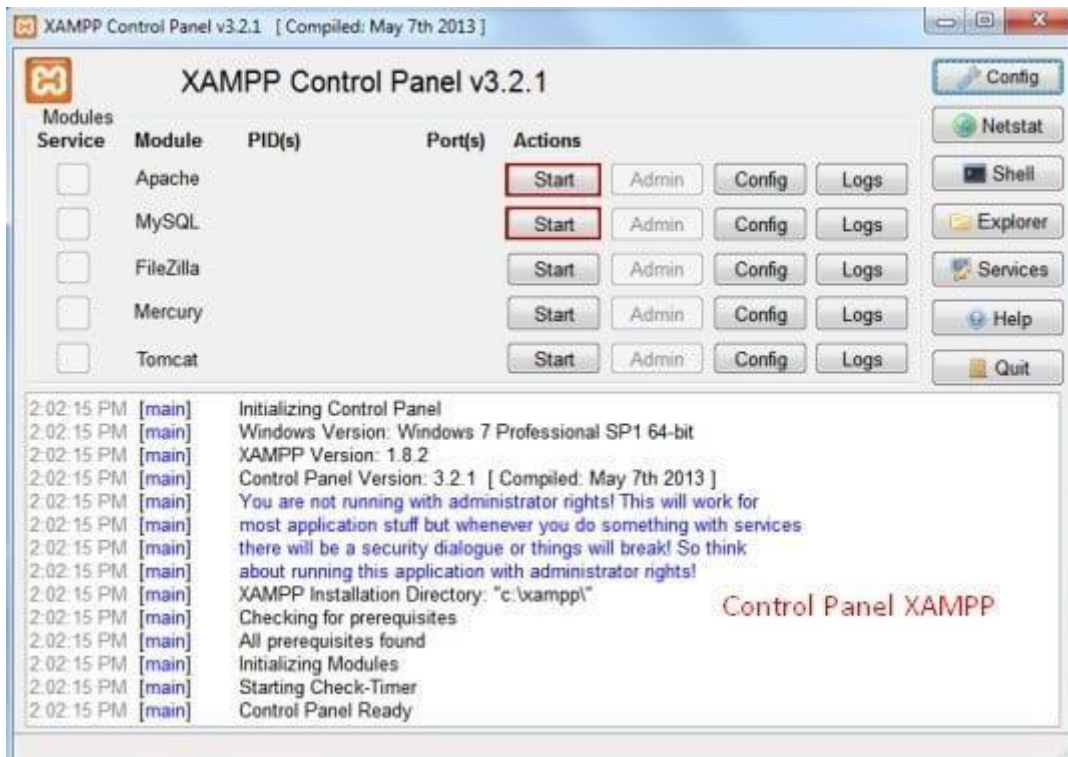 XAMPP Control Panel v3.2.1 [ Compiled: May 7th 2013 ]
XAMPP Control Panel v3.2.1
Config
Modules
Service Module PID(s) Port(s) Actions
Netstat
Apache Start Admin Config Logs
Shell
MySQL Start Admin Config Logs
Explorer
FileZilla Start Admin Config Logs
Services
Mercury Start Admin Config Logs
Help
Tomcat Start Admin Config Logs
Quit
2:02:15 PM [main] Initializing Control Panel
2:02:15 PM [main] Windows Version: Windows 7 Professional SP1 64-bit
2:02:15 PM [main] XAMPP Version: 1.8.2
2:02:15 PM [main] Control Panel Version: 3.2.1 [ Compiled: May 7th 2013 ]
2:02:15 PM [main] You are not running with administrator rights! This will work for
2:02:15 PM [main] most application stuff but whenever you do something with services
2:02:15 PM [main] there will be a security dialogue or things will break! So think
2:02:15 PM [main] about running this application with administrator rights!
2:02:15 PM [main] XAMPP Installation Directory: "c:\xampp\"
2:02:15 PM [main] Checking for prerequisites
2:02:15 PM [main] All prerequisites found
2:02:15 PM [main] Initializing Modules
2:02:15 PM [main] Starting Check-Timer
2:02:15 PM [main] Control Panel Ready
Control Panel XAMPP